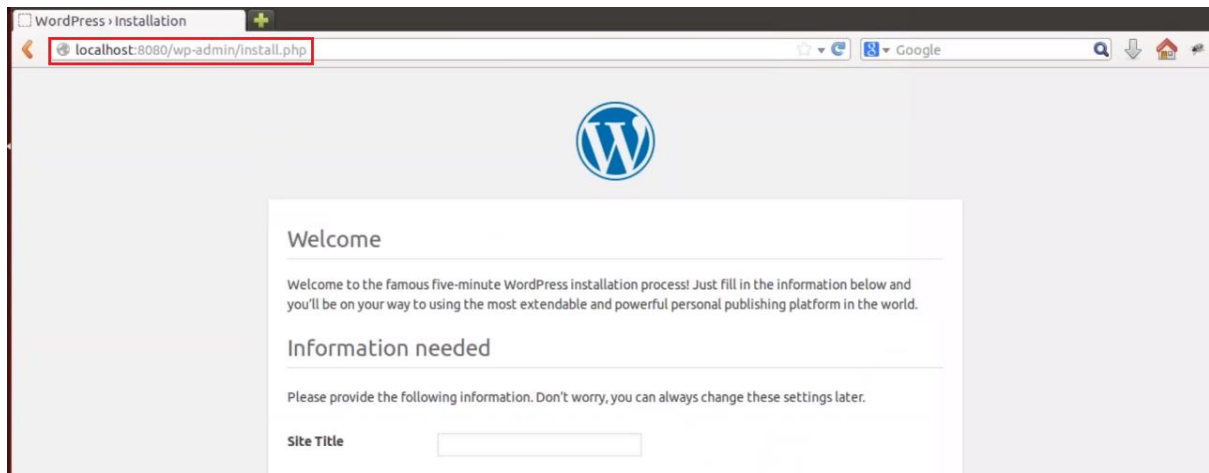 WordPress › Installation
localhost:8080/wp-admin/install.php
Google
Welcome
Welcome to the famous five-minute WordPress installation process! Just fill in the information below and
you’ll be on your way to using the most extendable and powerful personal publishing platform in the world.
Information needed
Please provide the following information. Don’t worry, you can always change these settings later.
Site Title